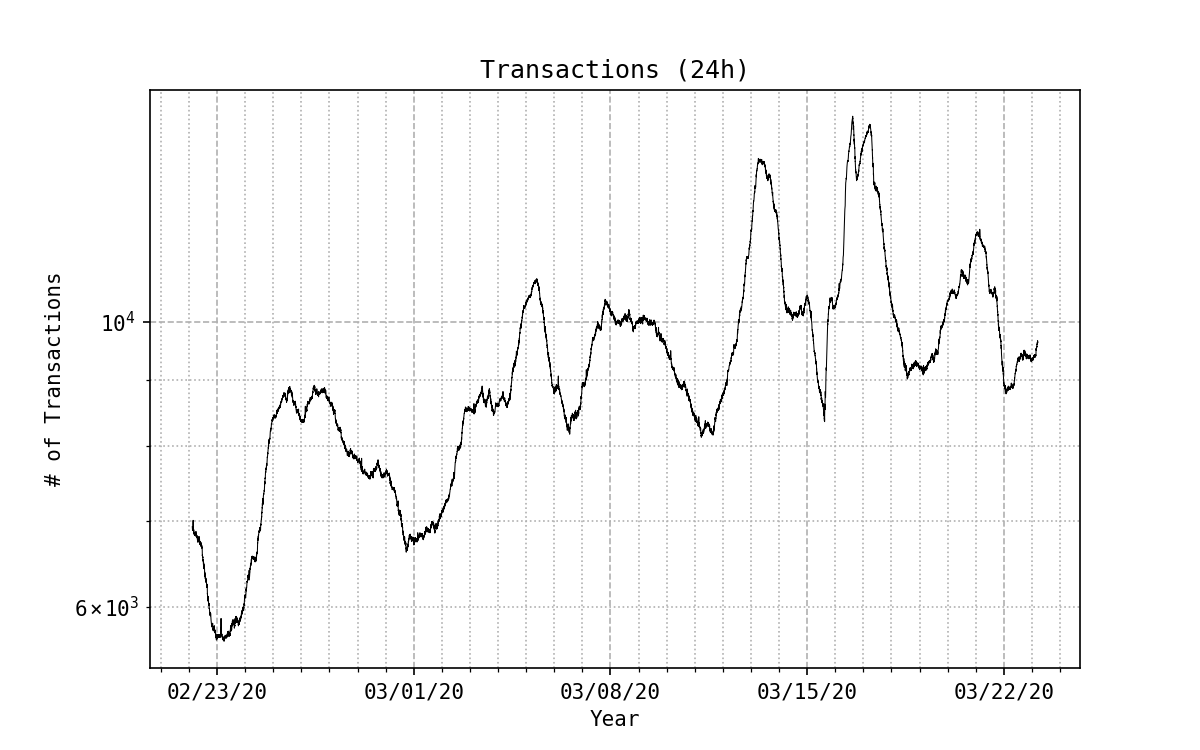 Transactions (24h)
# of Transactions
10⁴
6×10³
02/23/20 03/01/20 03/08/20 03/15/20 03/22/20
Year